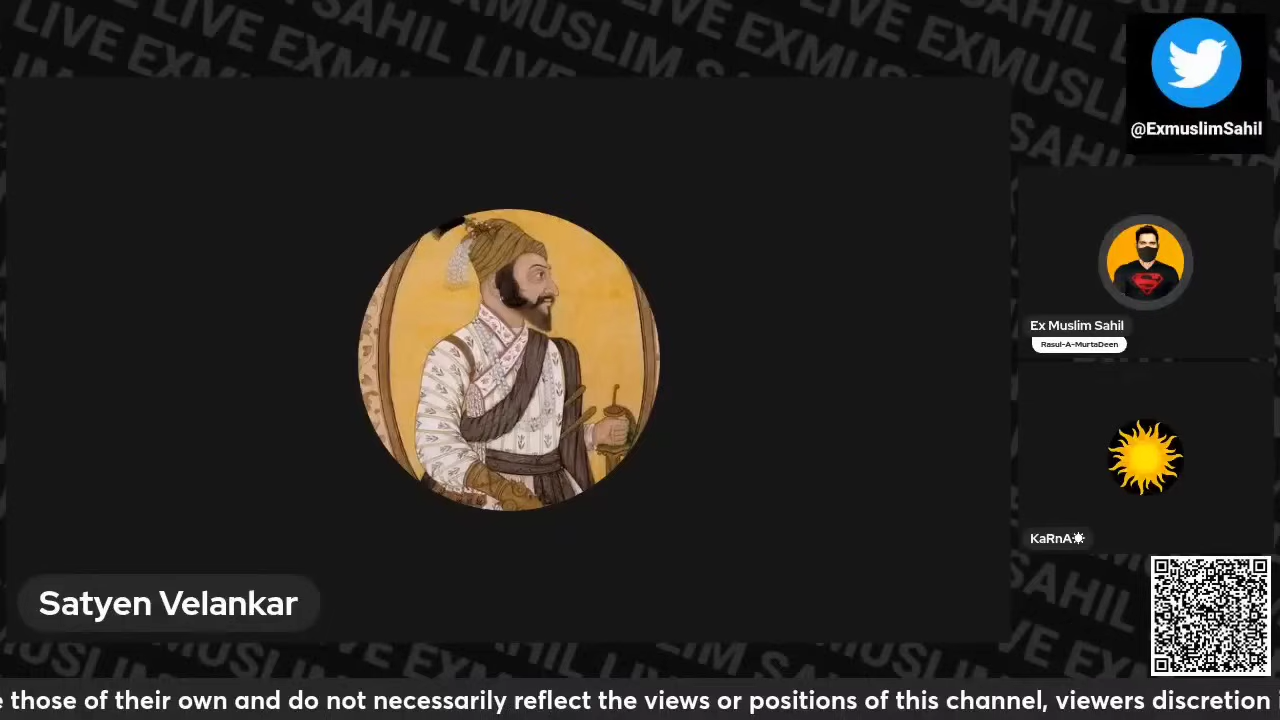 @ExmuslimSahil
Ex Muslim Sahil
Rasul-A-MurtaDeen
KaRnA☀
Satyen Velankar
those of their own and do not necessarily reflect the views or positions of this channel, viewers discretion